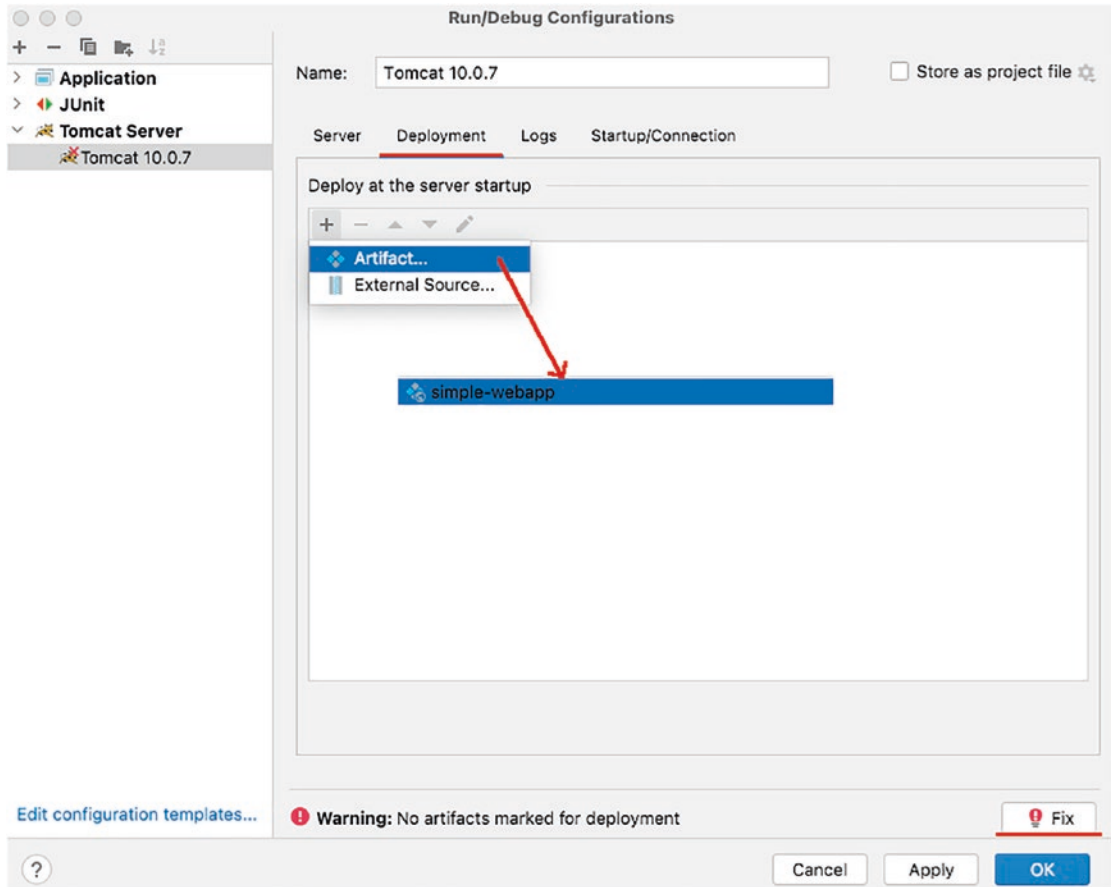 Run/Debug Configurations
Application
JUnit
Tomcat Server
Tomcat 10.0.7
Edit configuration templates...
Name: Tomcat 10.0.7
Store as project file
Server Deployment Logs Startup/Connection
Deploy at the server startup
Artifact...
External Source...
simple-webapp
Warning: No artifacts marked for deployment
Fix
?
Cancel Apply OK